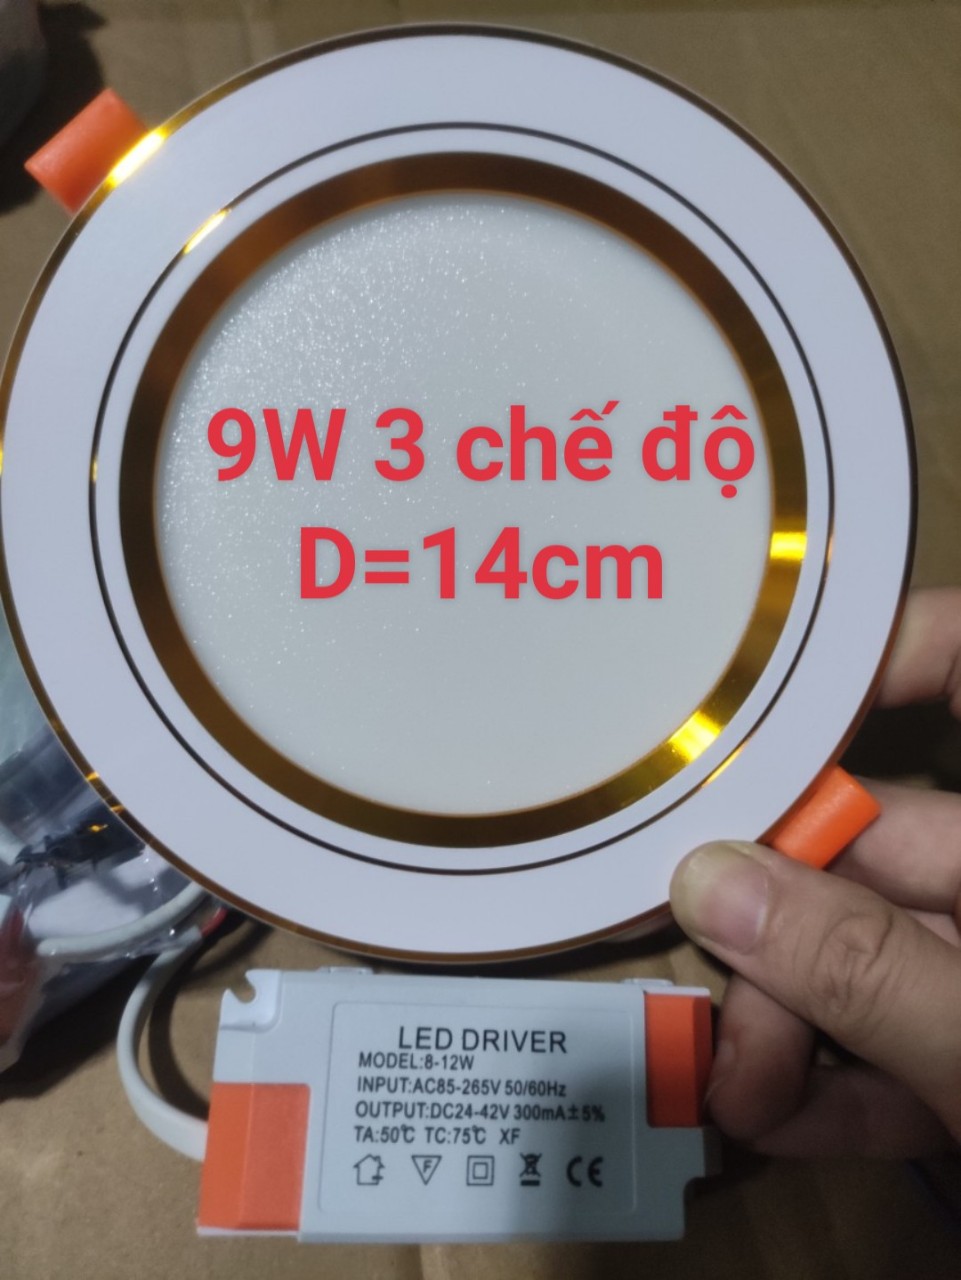 9W 3 chế độ
D=14cm
LED DRIVER
MODEL:8-12W
INPUT:AC85-265V 50/60Hz
OUTPUT:DC24-42V 300mA±5%
TA:50℃ TC:75℃ XF
F CE